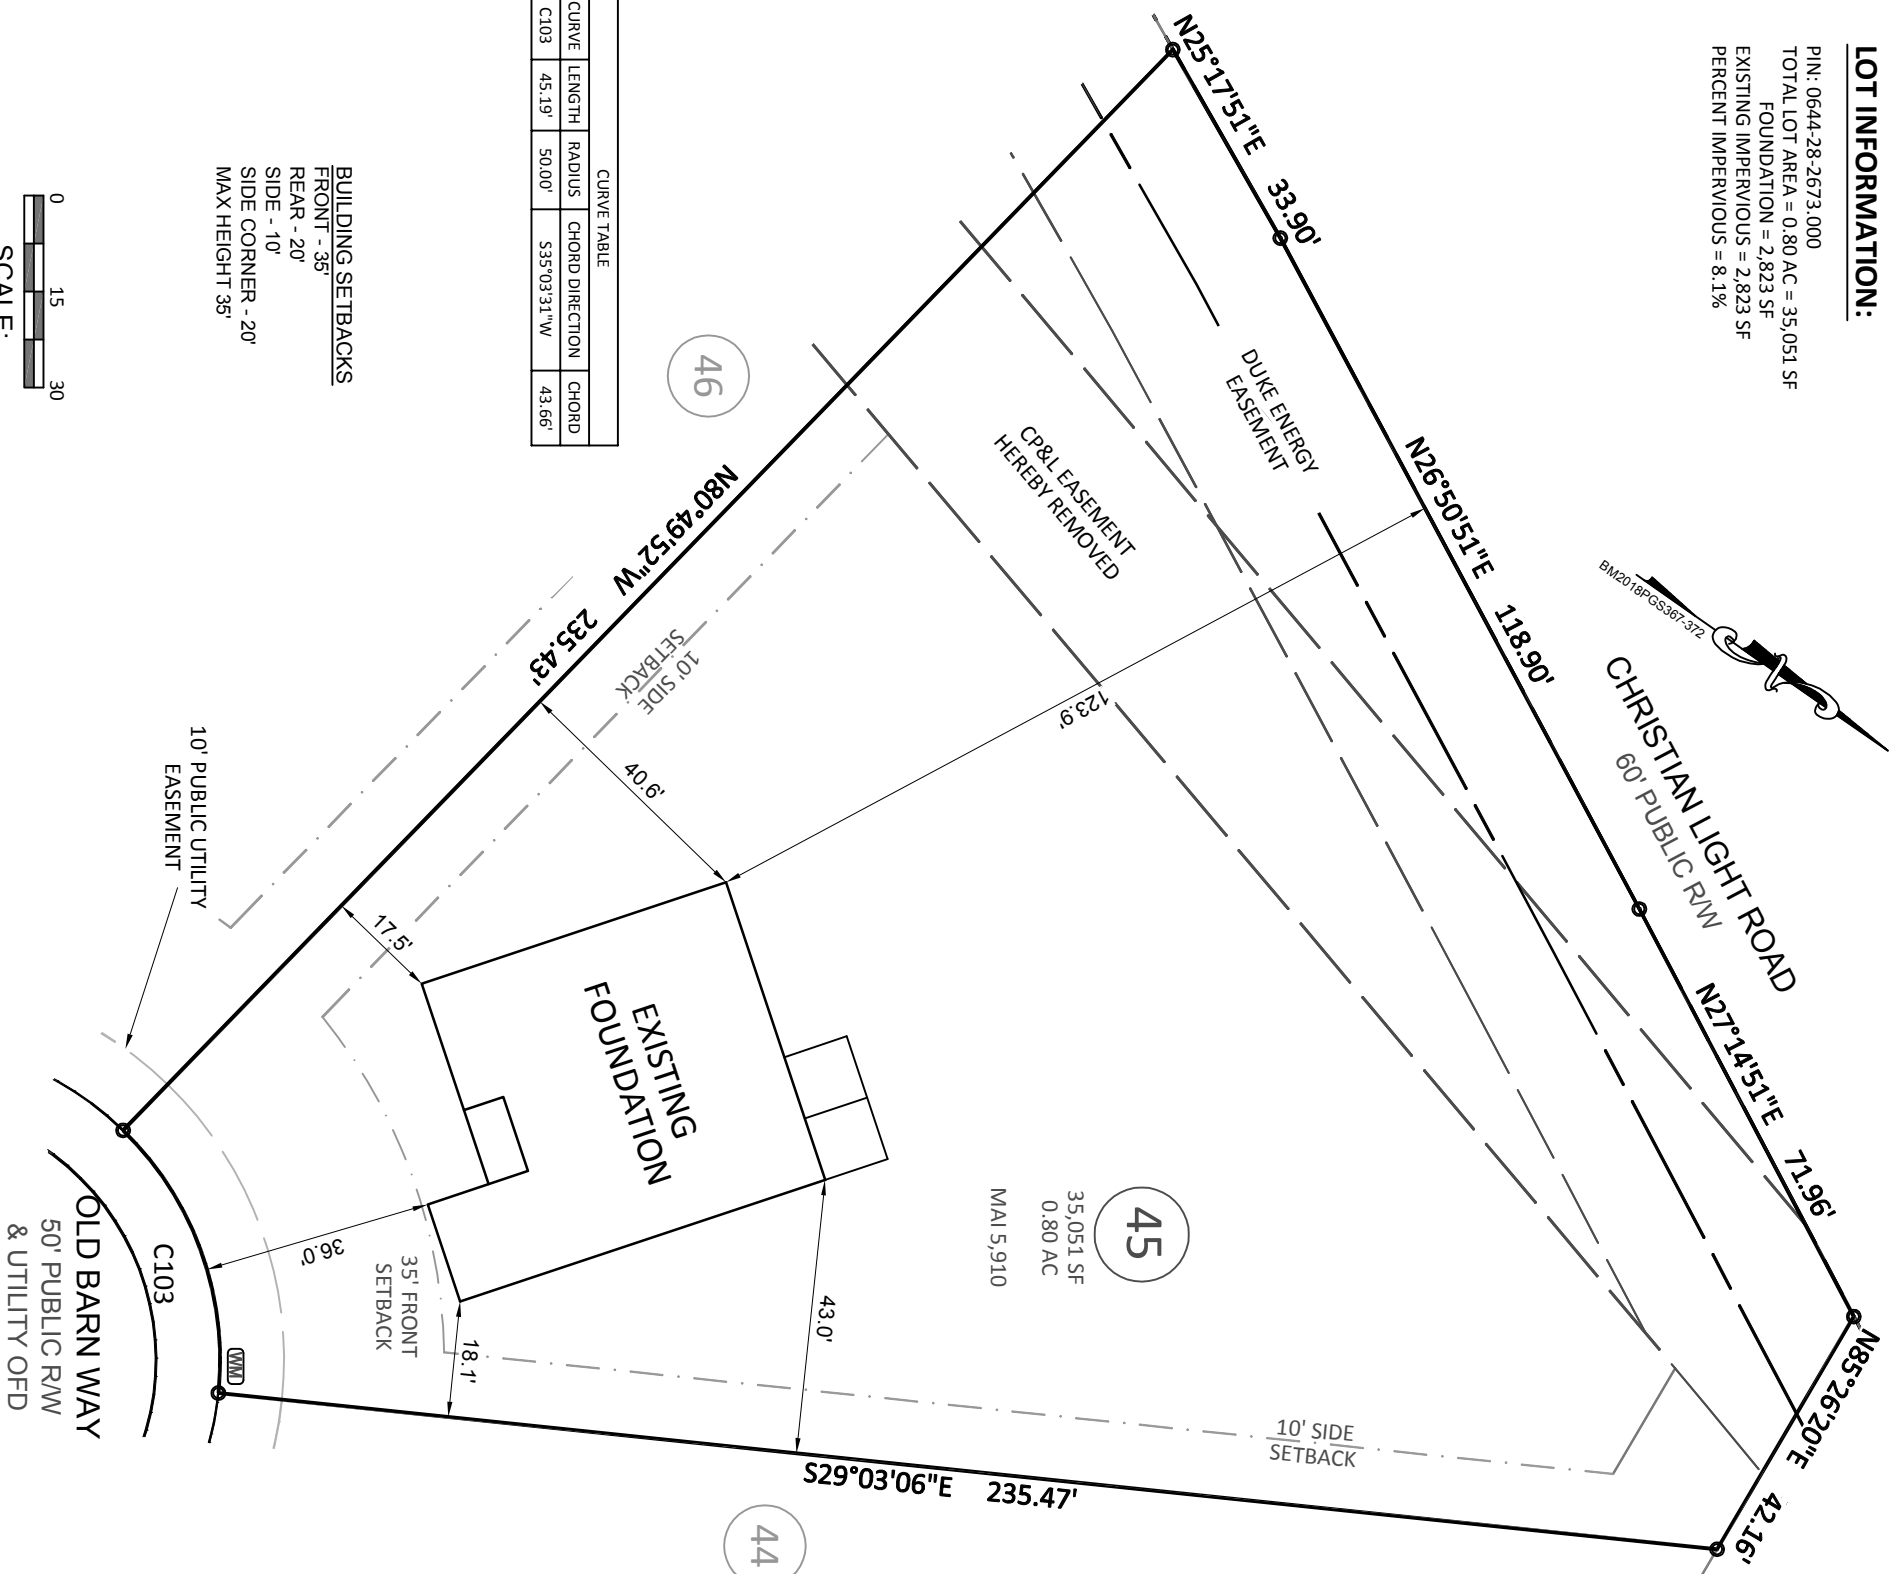 LOT INFORMATION:
PIN: 0644-28-2673.000
TOTAL LOT AREA = 0.80 AC = 35,051 SF
FOUNDATION = 2,823 SF
EXISTING IMPERVIOUS = 2,823 SF
PERCENT IMPERVIOUS = 8.1%
N25°17'51"E 33.90'
N26°50'51"E 118.90'
N27°14'51"E 71.96'
N85°26'20"E 42.16'
BM2018PGS367-372
CHRISTIAN LIGHT ROAD
60' PUBLIC R/W
DUKE ENERGY
EASEMENT
CP&L EASEMENT
HEREBY REMOVED
123.9'
46
N80°49'52"W 235.43'
10' SIDE
SETBACK
40.6'
17.5'
EXISTING
FOUNDATION
45
35,051 SF
0.80 AC
MAI 5,910
43.0'
18.1'
36.0'
35' FRONT
SETBACK
10' SIDE
SETBACK
S29°03'06"E 235.47'
44
CURVE TABLE
CURVE LENGTH RADIUS CHORD DIRECTION CHORD
C103 45.19' 50.00' S35°03'31"W 43.66'
BUILDING SETBACKS
FRONT - 35'
REAR - 20'
SIDE - 10'
SIDE CORNER - 20'
MAX HEIGHT 35'
10' PUBLIC UTILITY
EASEMENT
WM
C103
OLD BARN WAY
50' PUBLIC R/W
& UTILITY OFD
0 15 30
SCALE: